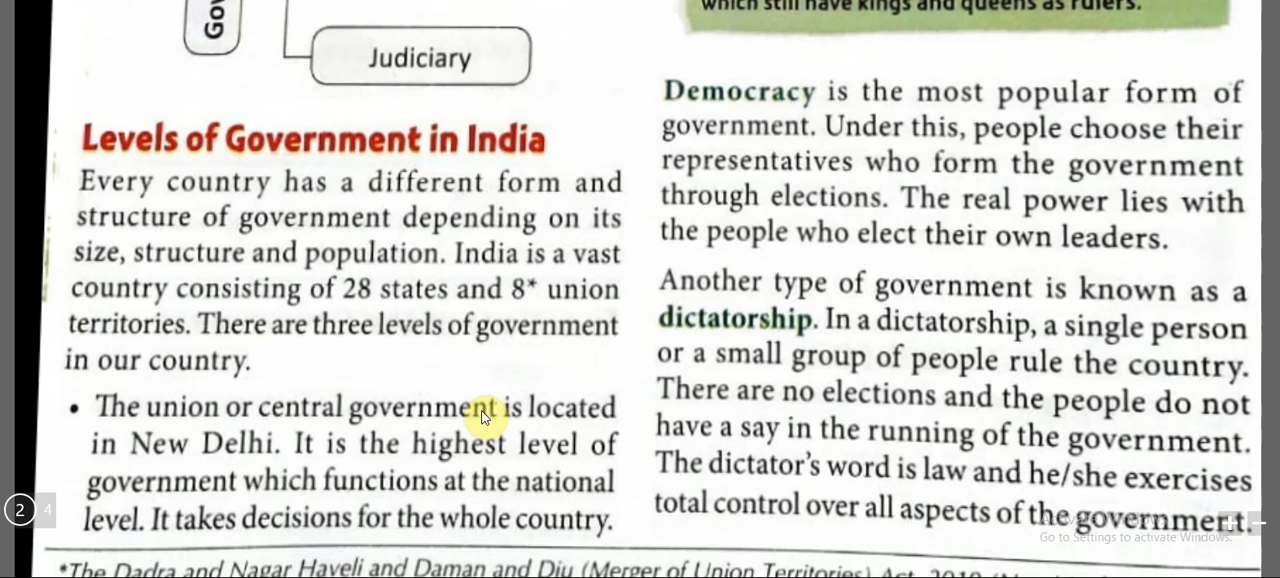 Gov
Judiciary
Levels of Government in India
Every country has a different form and
structure of government depending on its
size, structure and population. India is a vast
country consisting of 28 states and 8* union
territories. There are three levels of government
in our country.
• The union or central government is located
in New Delhi. It is the highest level of
government which functions at the national
level. It takes decisions for the whole country.
*The Dadra and Nagar Haveli and Daman and Diu (Merger of Union Territories) Act, 2019
which still have kings and queens as rulers.
Democracy is the most popular form of
government. Under this, people choose their
representatives who form the government
through elections. The real power lies with
the people who elect their own leaders.
Another type of government is known as a
dictatorship. In a dictatorship, a single person
or a small group of people rule the country.
There are no elections and the people do not
have a say in the running of the government.
The dictator's word is law and he/she exercises
total control over all aspects of the government.
2 4
Activate Windows
Go to Settings to activate Windows.